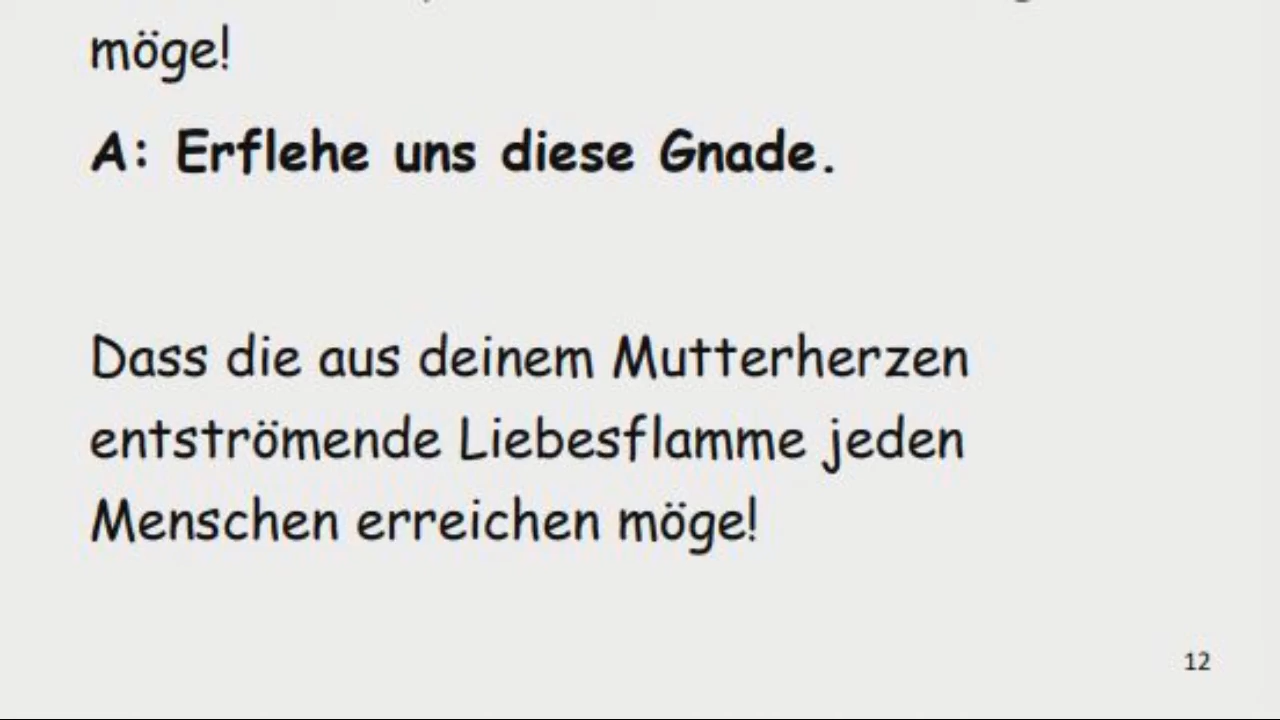 möge!
A: Erflehe uns diese Gnade.
Dass die aus deinem Mutterherzen
entströmende Liebesflamme jeden
Menschen erreichen möge!
12